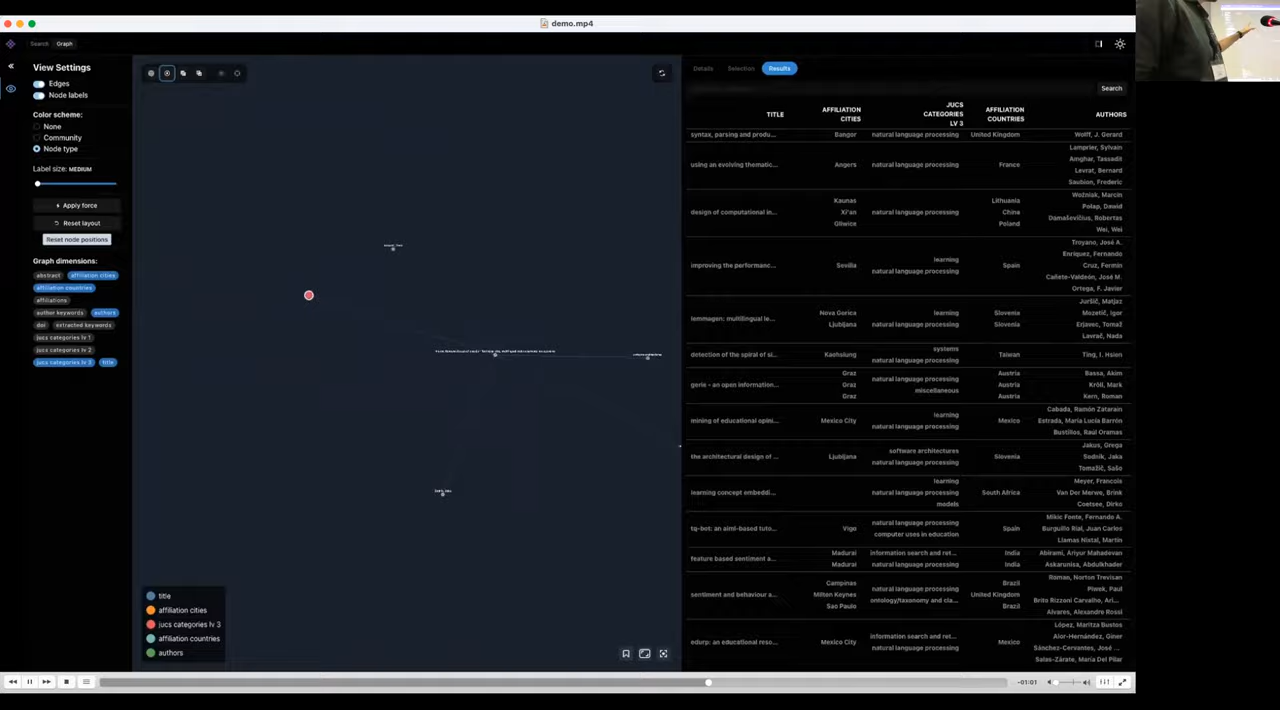 demo.mp4
Search Graph
View Settings
Edges
Node labels
Color scheme:
None
Community
Node type
Label size: MEDIUM
Apply force
Reset layout
Reset node positions
Graph dimensions:
abstract affiliation cities
affiliation countries
affiliations
author keywords authors
doi extracted keywords
jucs categories lv 1
jucs categories lv 2
jucs categories lv 3 title
title
affiliation cities
jucs categories lv 3
affiliation countries
authors
Details Selection Results
Search
TITLE AFFILIATION CITIES JUCS CATEGORIES LV 3 AFFILIATION COUNTRIES AUTHORS
syntax, parsing and produ... Bangor natural language processing United Kingdom Wolff, J. Gerard
Lamprier, Sylvain
Amghar, Tassadit
using an evolving thematic... Angers natural language processing France
Levrat, Bernard
Saubion, Frederic
Woźniak, Marcin
Kaunas Lithuania
Połap, Dawid
design of computational in... Xi'an natural language processing China
Damaševičius, Robertas
Gliwice Poland
Wei, Wei
Troyano, José A.
Enríquez, Fernando
learning
improving the performanc... Sevilla Spain Cruz, Fermín
natural language processing
Cañete-Valdeón, José M.
Ortega, F. Javier
Juršič, Matjaz
Nova Gorica learning Slovenia Mozetič, Igor
lemmagen: multilingual le...
Ljubljana natural language processing Slovenia Erjavec, Tomaž
Lavrač, Nada
systems
detection of the spiral of si... Kaohsiung Taiwan Ting, I. Hsien
natural language processing
Graz Austria Bassa, Akim
natural language processing
gerie - an open information... Graz Austria Kröll, Mark
miscellaneous
Graz Austria Kern, Roman
Cabada, Ramón Zatarain
learning
mining of educational opini... Mexico City Mexico Estrada, María Lucía Barrón
natural language processing
Bustillos, Raúl Oramas
Jakus, Grega
software architectures
the architectural design of ... Ljubljana Slovenia Sodnik, Jaka
natural language processing
Tomažič, Sašo
learning Meyer, Francois
learning concept embeddi... natural language processing South Africa Van Der Merwe, Brink
models Coetsee, Dirko
Mikic Fonte, Fernando A.
natural language processing
tq-bot: an aiml-based tuto... Vigo Spain Burguillo Rial, Juan Carlos
computer uses in education
Llamas Nistal, Martín
Madurai information search and ret... India Abirami, Ariyur Mahadevan
feature based sentiment a...
Madurai natural language processing India Askarunisa, Abdulkhader
Roman, Norton Trevisan
Campinas Brazil
natural language processing Piwek, Paul
sentiment and behaviour a... Milton Keynes United Kingdom
ontology/taxonomy and cla... Brito Rizzoni Carvalho, Ari...
Sao Paulo Brazil
Alvares, Alexandre Rossi
López, Maritza Bustos
information search and ret... Alor-Hernández, Giner
edurp: an educational reso... Mexico City Mexico
natural language processing Sánchez-Cervantes, José ...
Salas-Zárate, María Del Pilar
-01:01